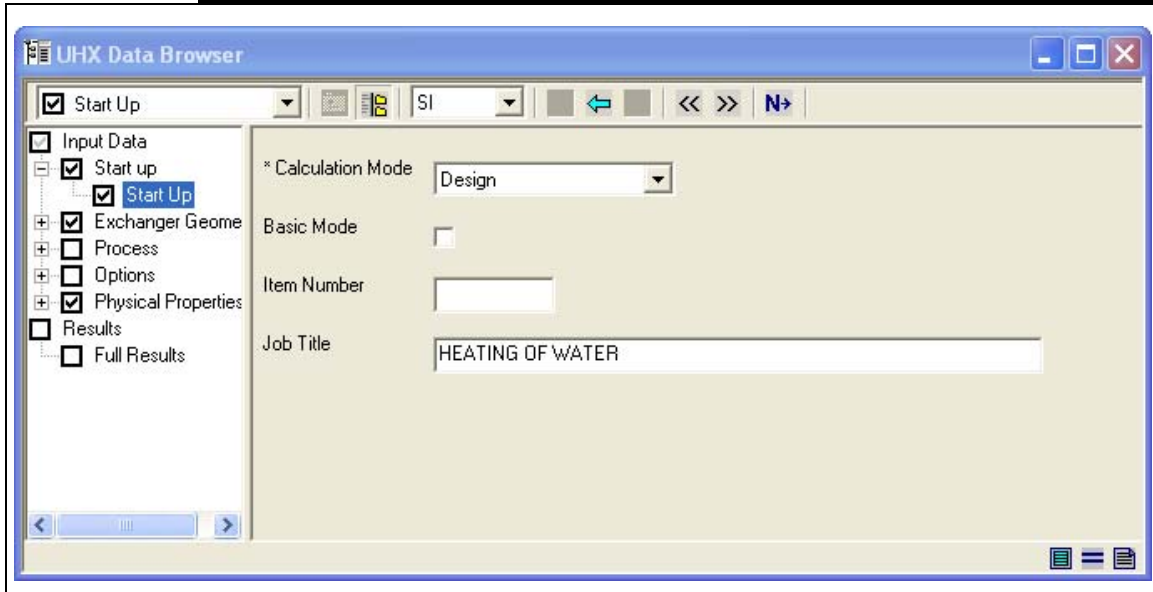 UHX Data Browser
Start Up
SI
N
Input Data
Start up
Start Up
Exchanger Geome
Process
Options
Physical Properties
Results
Full Results
* Calculation Mode
Design
Basic Mode
Item Number
Job Title
HEATING OF WATER